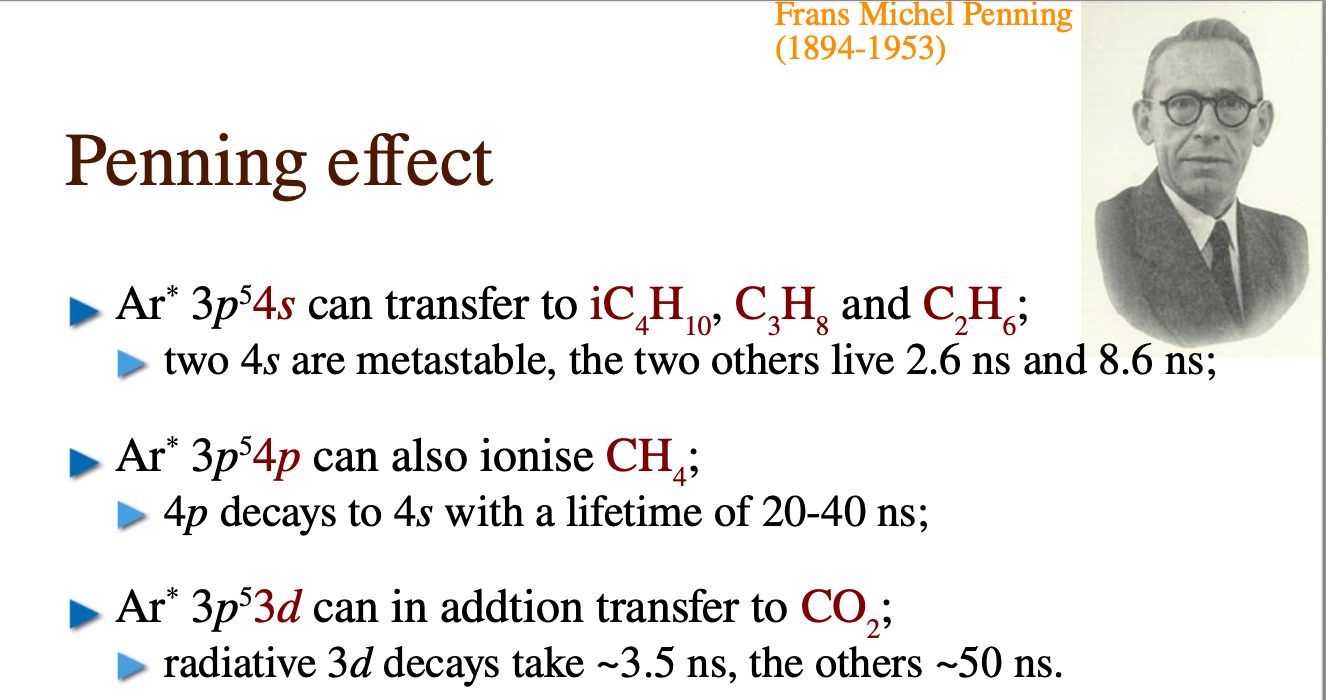 Frans Michel Penning
(1894-1953)
Penning effect
Ar* 3p⁵4s can transfer to iC₄H₁₀, C₃H₈ and C₂H₆;
two 4s are metastable, the two others live 2.6 ns and 8.6 ns;
Ar* 3p⁵4p can also ionise CH₄;
4p decays to 4s with a lifetime of 20-40 ns;
Ar* 3p⁵3d can in addtion transfer to CO₂;
radiative 3d decays take ~3.5 ns, the others ~50 ns.